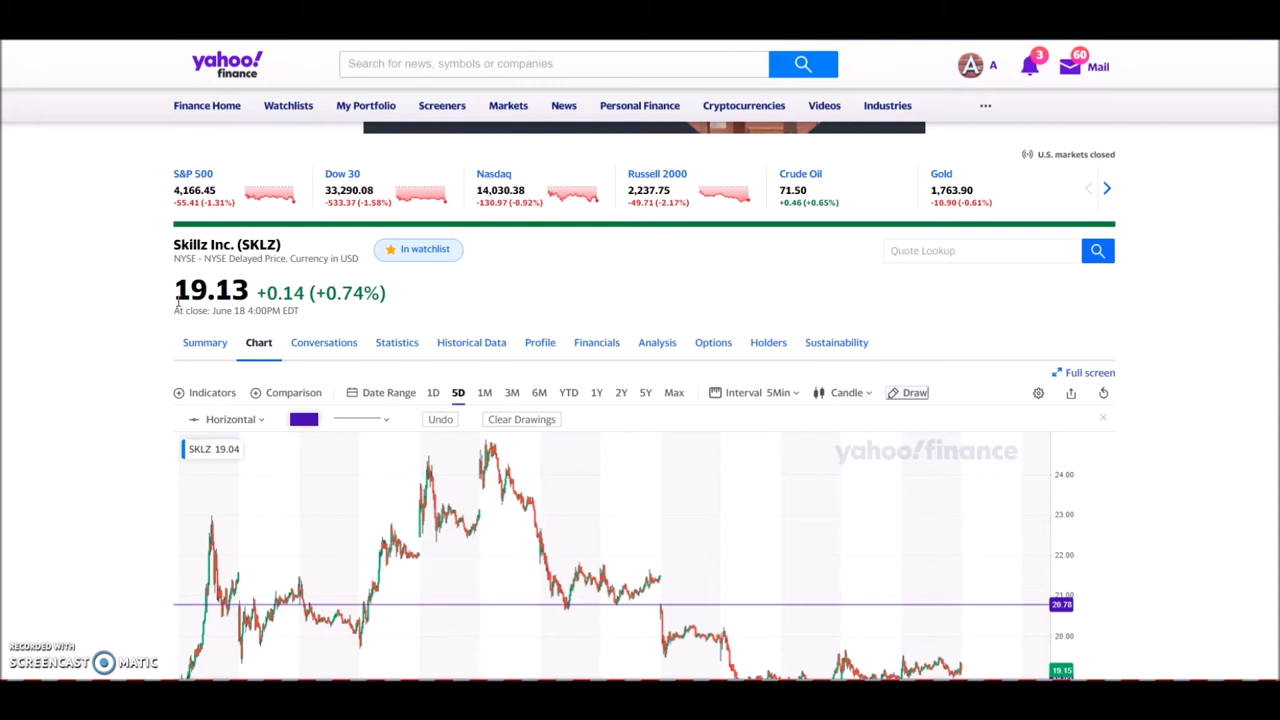 yahoo!
finance
Search for news, symbols or companies
A
A
3
60
Mail
Finance Home
Watchlists
My Portfolio
Screeners
Markets
News
Personal Finance
Cryptocurrencies
Videos
Industries
...
U.S. markets closed
S&P 500
4,166.45
-55.41 (-1.31%)
Dow 30
33,290.08
-533.37 (-1.58%)
Nasdaq
14,030.38
-130.97 (-0.92%)
Russell 2000
2,237.75
-49.71 (-2.17%)
Crude Oil
71.50
+0.46 (+0.65%)
Gold
1,763.90
-10.90 (-0.61%)
Skillz Inc. (SKLZ)
NYSE - NYSE Delayed Price. Currency in USD
In watchlist
Quote Lookup
19.13 +0.14 (+0.74%)
At close: June 18 4:00PM EDT
Summary
Chart
Conversations
Statistics
Historical Data
Profile
Financials
Analysis
Options
Holders
Sustainability
Full screen
Indicators
Comparison
Date Range
1D
5D
1M
3M
6M
YTD
1Y
2Y
5Y
Max
Interval 5Min
Candle
Draw
Horizontal
Undo
Clear Drawings
SKLZ 19.04
yahoo!finance
24.00
23.00
22.00
21.00
20.78
20.00
19.15
RECORDED WITH
SCREENCAST MATIC